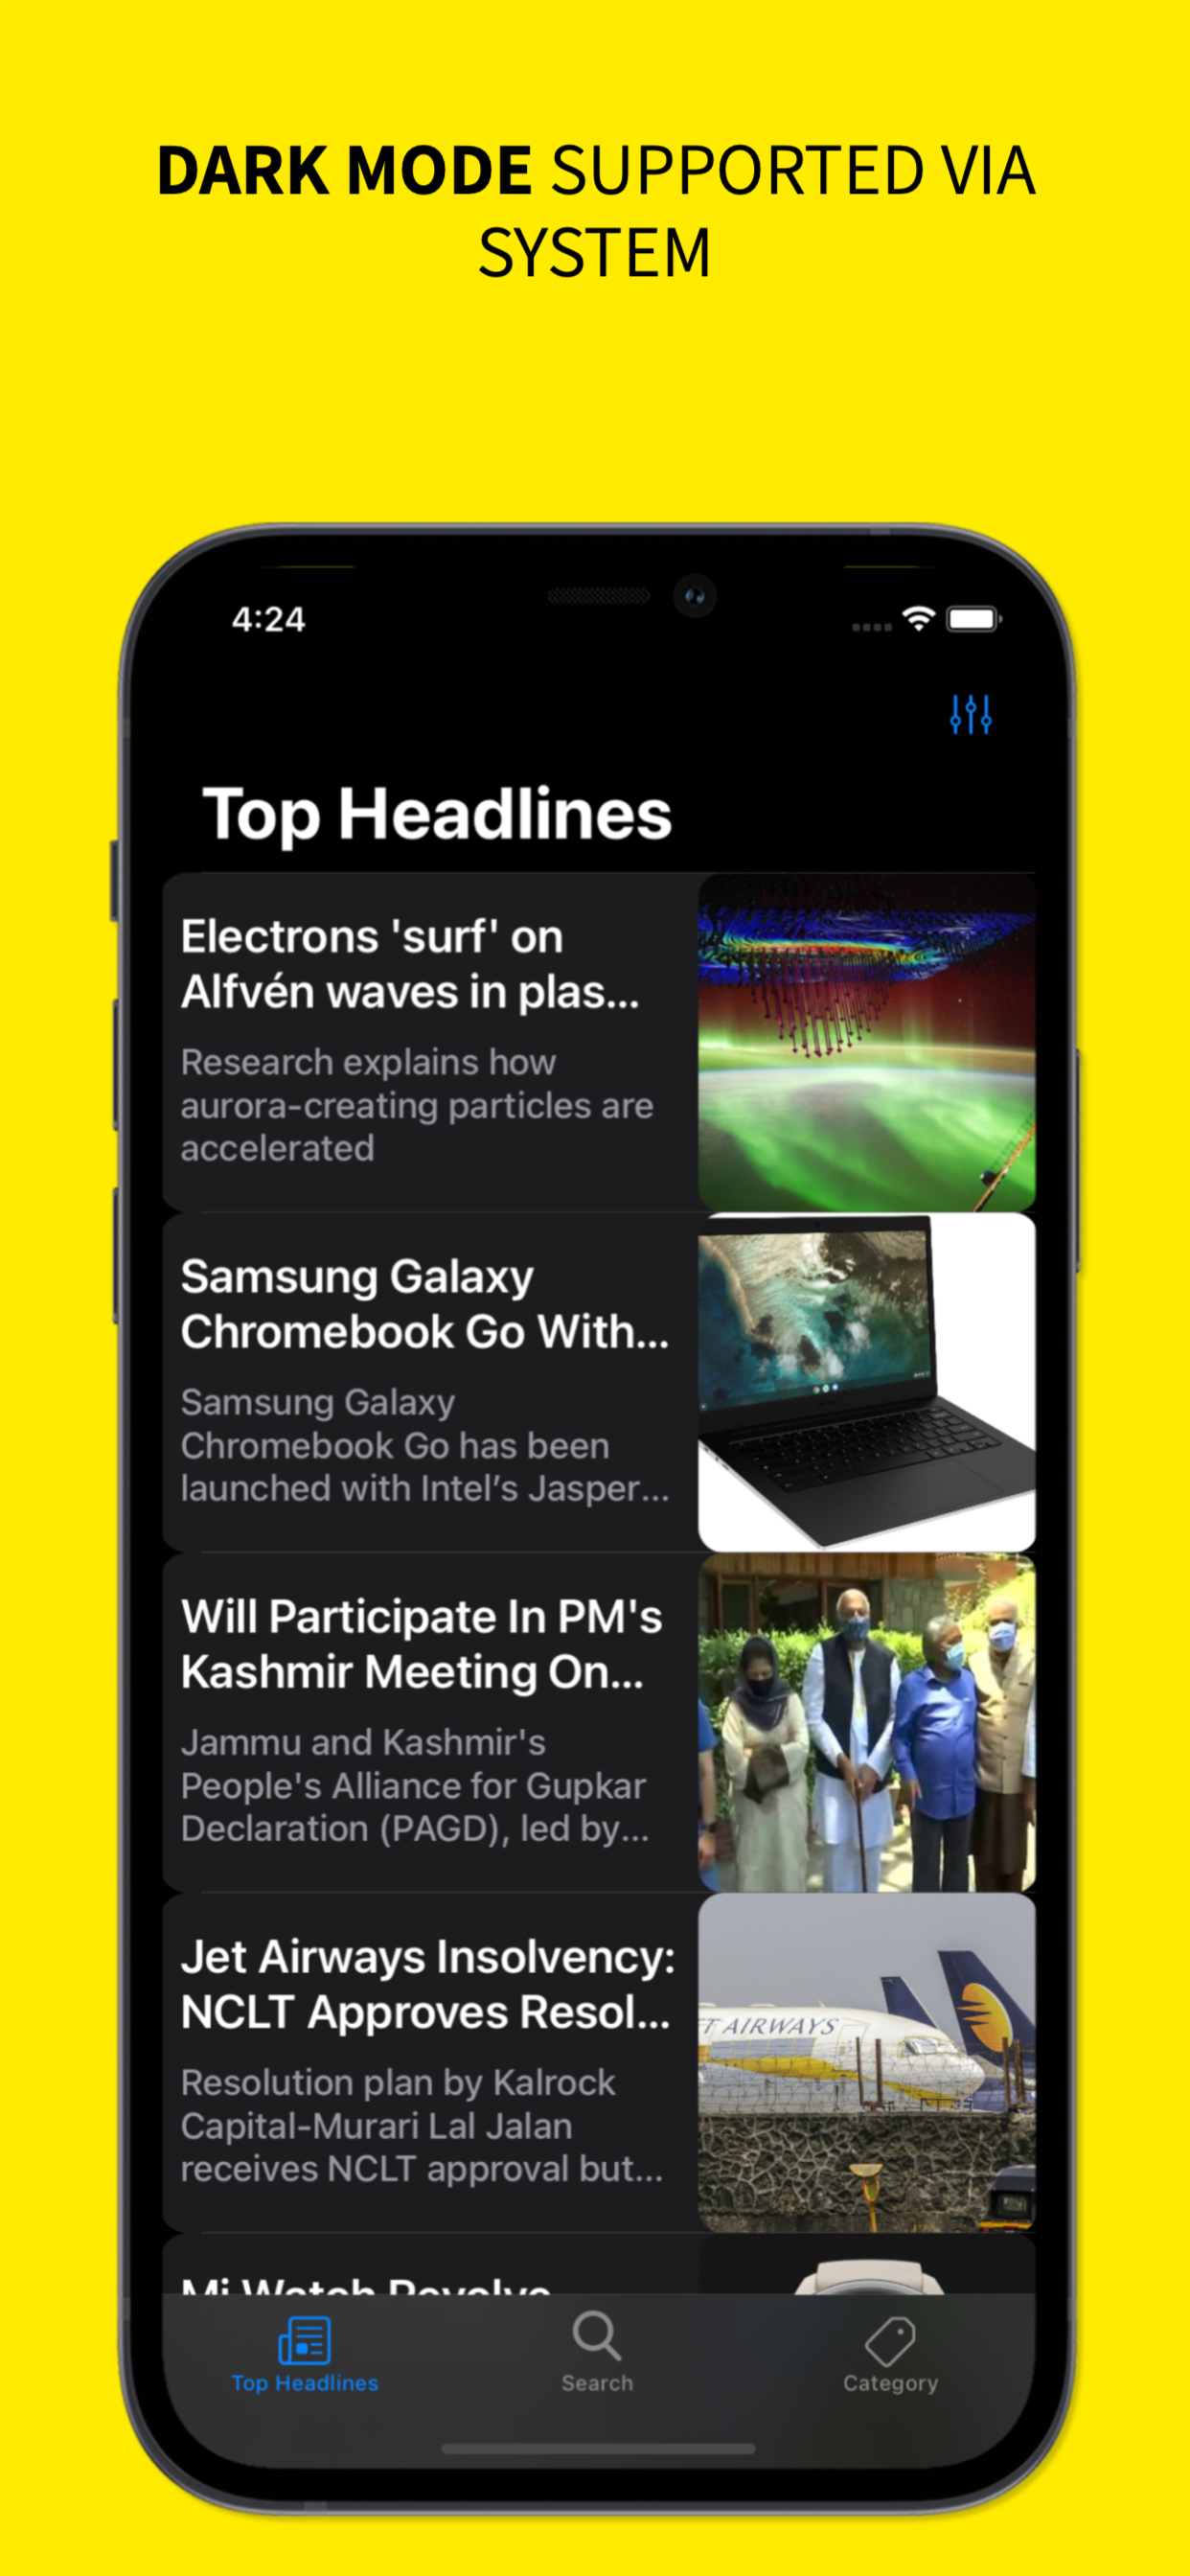 DARK MODE SUPPORTED VIA
SYSTEM
4:24
Top Headlines
Electrons 'surf' on
Alfvén waves in plas...
Research explains how
aurora-creating particles are
accelerated
Samsung Galaxy
Chromebook Go With...
Samsung Galaxy
Chromebook Go has been
launched with Intel’s Jasper...
Will Participate In PM's
Kashmir Meeting On...
Jammu and Kashmir's
People's Alliance for Gupkar
Declaration (PAGD), led by...
Jet Airways Insolvency:
NCLT Approves Resol...
Resolution plan by Kalrock
Capital-Murari Lal Jalan
receives NCLT approval but...
AIRWAYS
Mi Watch Revolve
Top Headlines
Search
Category